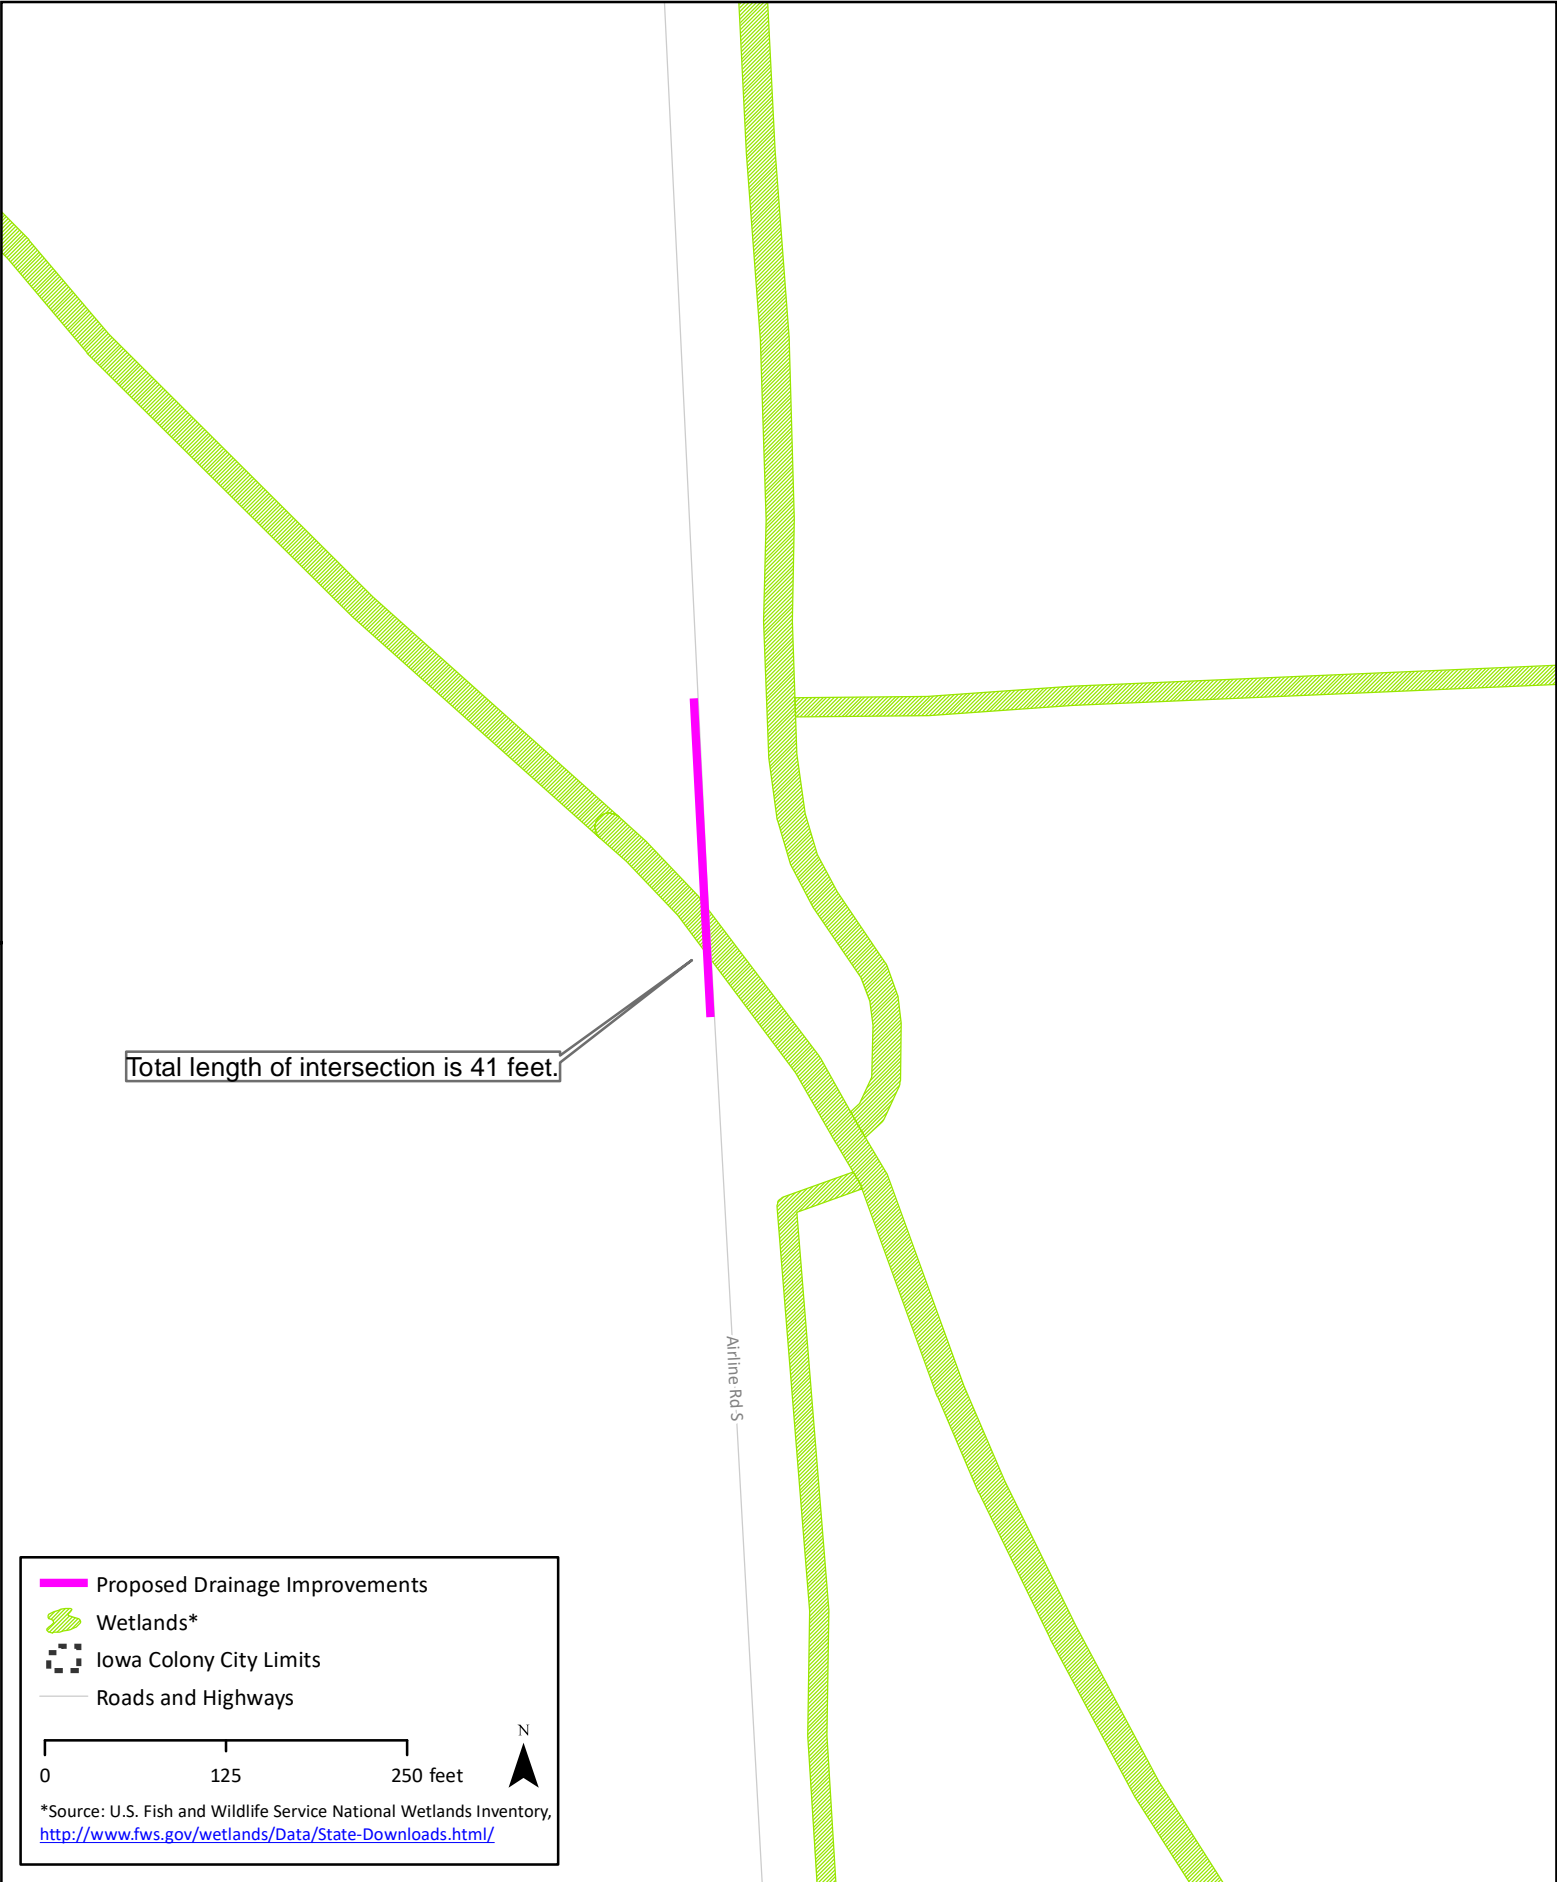 Total length of intersection is 41 feet.
Airline Rd S
Proposed Drainage Improvements
Wetlands*
Iowa Colony City Limits
Roads and Highways
N
0 125 250 feet
*Source: U.S. Fish and Wildlife Service National Wetlands Inventory,
http://www.fws.gov/wetlands/Data/State-Downloads.html/